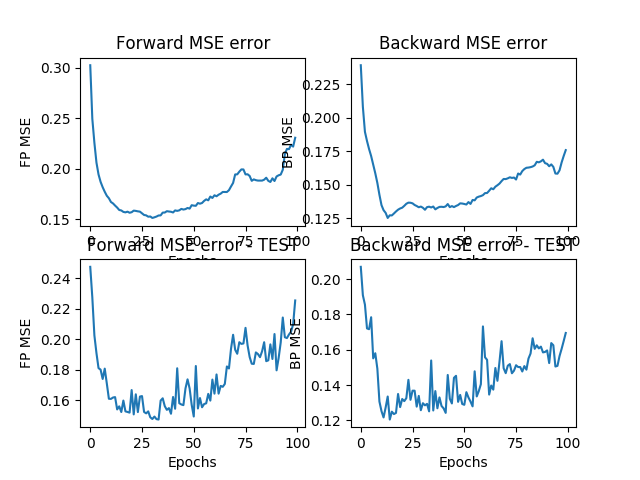 Forward MSE error
FP MSE
0.30
0.25
0.20
0.15
0 25 50 75 100
Epochs
Backward MSE error
BP MSE
0.225
0.200
0.175
0.150
0.125
0 25 50 75 100
Epochs
Forward MSE error - TEST
FP MSE
0.24
0.22
0.20
0.18
0.16
0 25 50 75 100
Epochs
Backward MSE error - TEST
BP MSE
0.20
0.18
0.16
0.14
0.12
0 25 50 75 100
Epochs